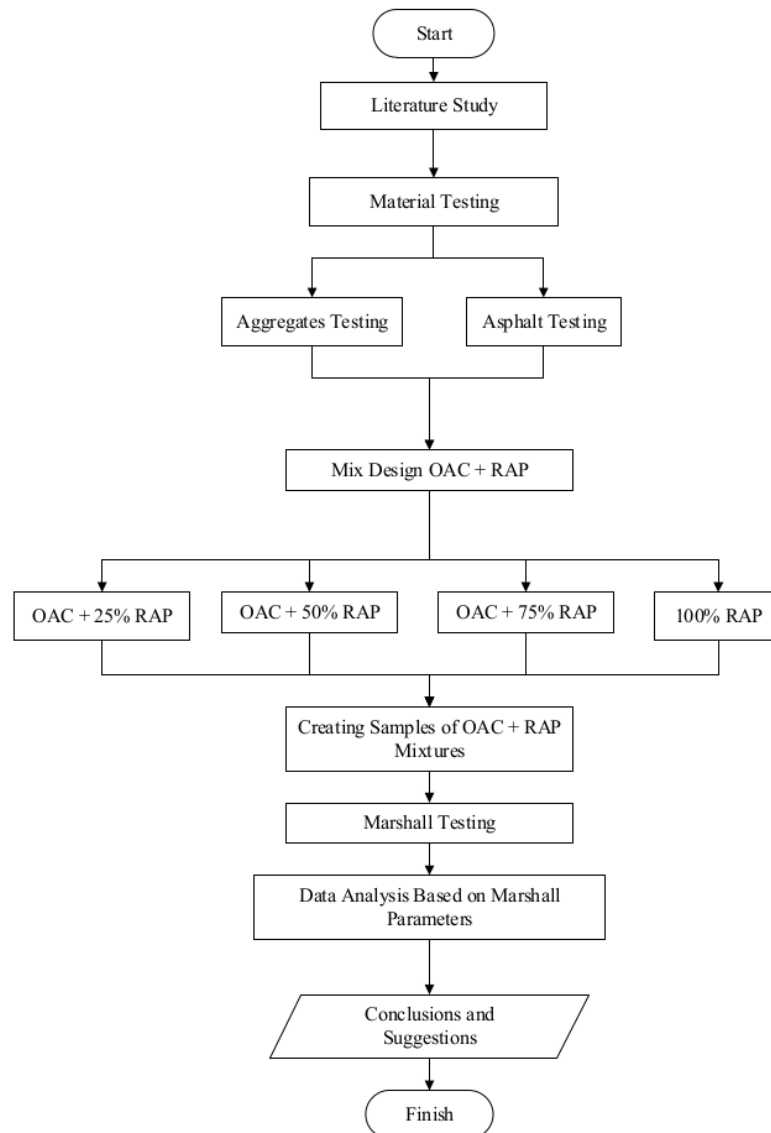 Start
Literature Study
Material Testing
Aggregates Testing
Asphalt Testing
Mix Design OAC + RAP
OAC + 25% RAP
OAC + 50% RAP
OAC + 75% RAP
100% RAP
Creating Samples of OAC + RAP
Mixtures
Marshall Testing
Data Analysis Based on Marshall
Parameters
Conclusions and
Suggestions
Finish